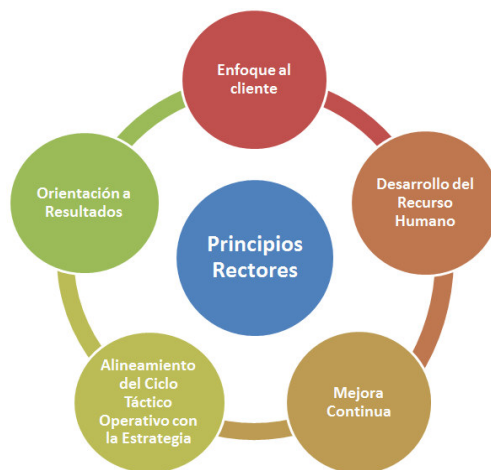 Enfoque al
cliente
Desarrollo del
Recurso
Humano
Mejora
Continua
Alineamiento
del Ciclo
Táctico
Operativo con
la Estrategia
Orientación a
Resultados
Principios
Rectores